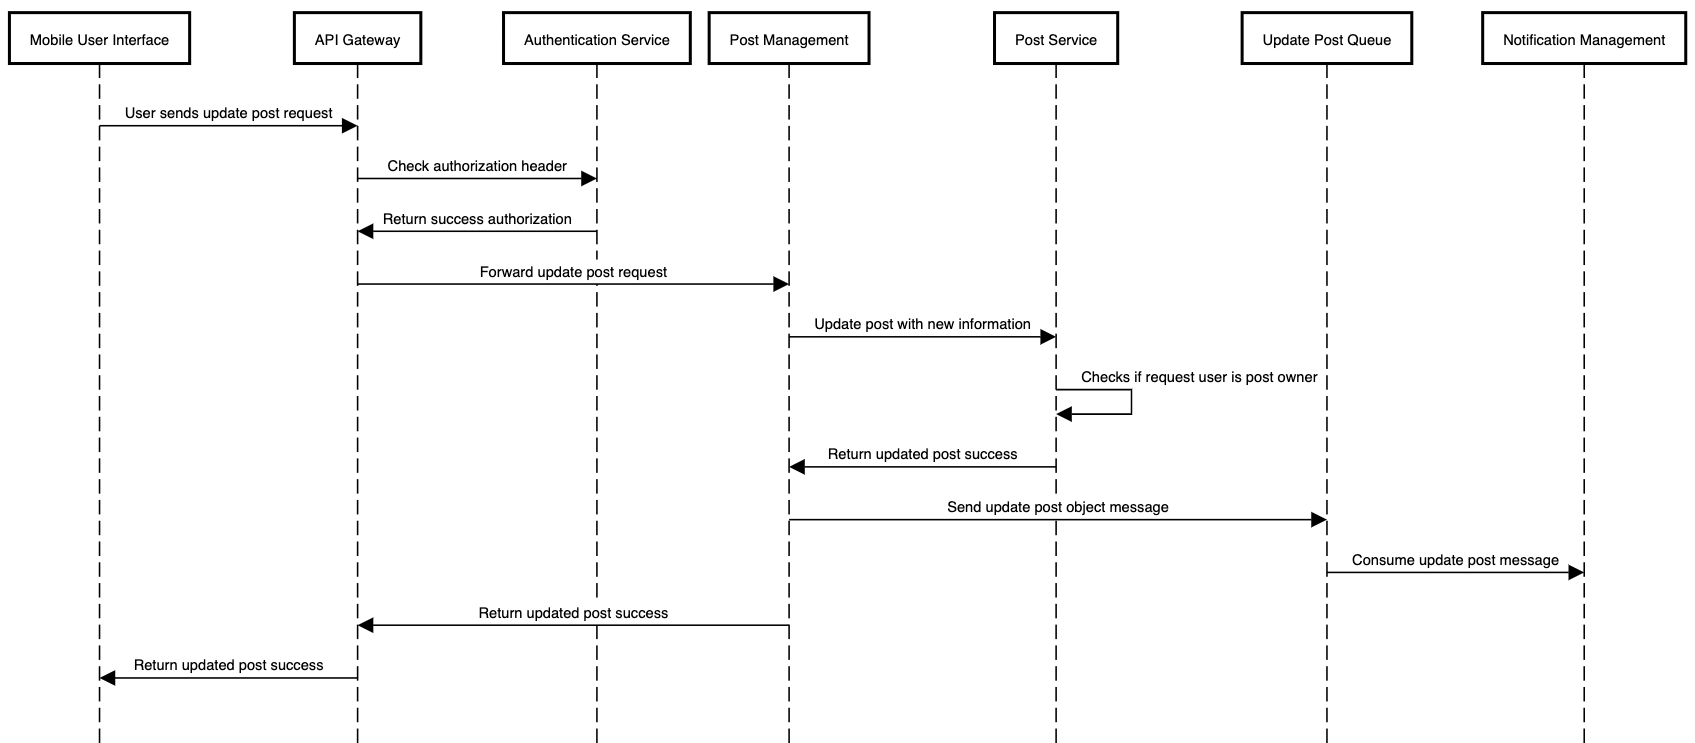 Mobile User Interface
API Gateway
Authentication Service
Post Management
Post Service
Update Post Queue
Notification Management
User sends update post request
Check authorization header
Return success authorization
Forward update post request
Update post with new information
Checks if request user is post owner
Return updated post success
Send update post object message
Consume update post message
Return updated post success
Return updated post success